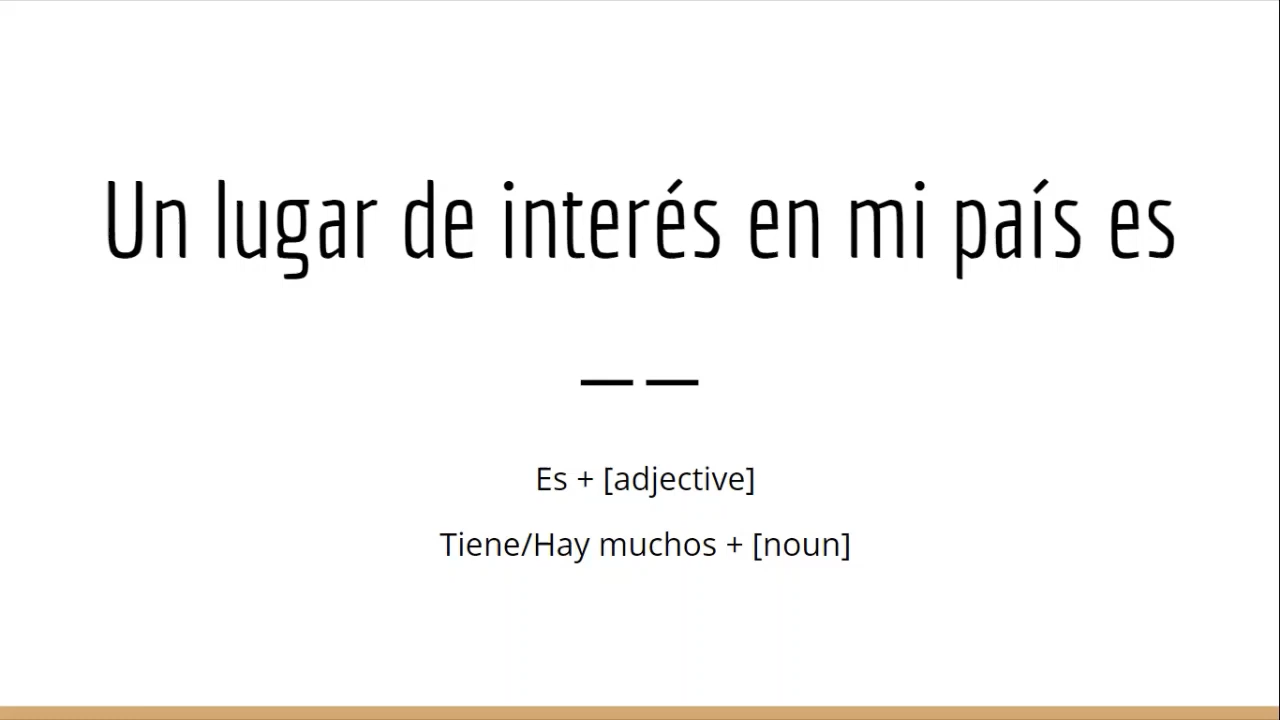 Un lugar de interés en mi país es
__
Es + [adjective]
Tiene/Hay muchos + [noun]